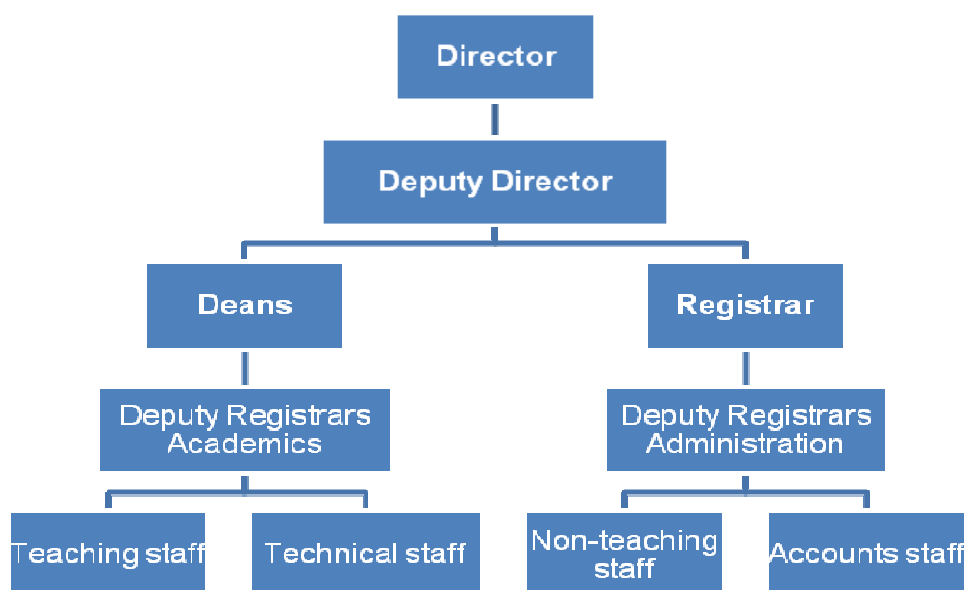 Director
Deputy Director
Deans
Registrar
Deputy Registrars
Academics
Deputy Registrars
Administration
Teaching staff
Technical staff
Non-teaching
staff
Accounts staff